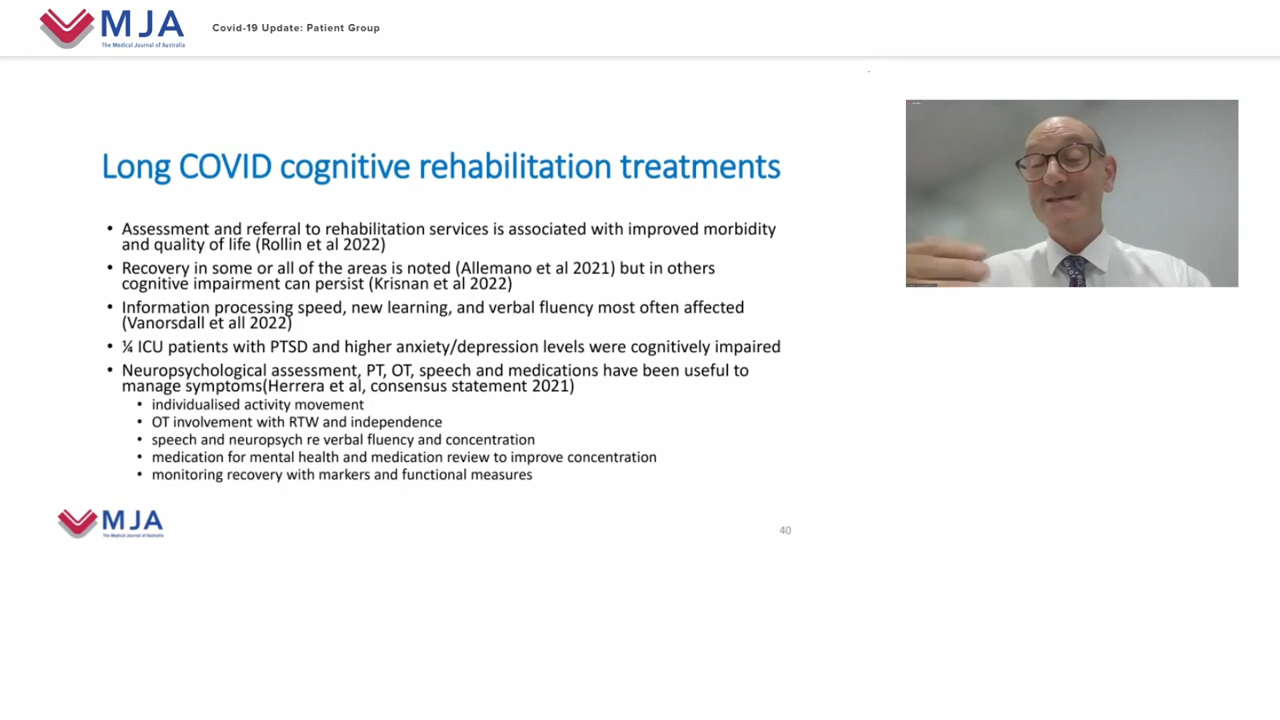 MJA
The Medical Journal of Australia
Covid-19 Update: Patient Group
Long COVID cognitive rehabilitation treatments
• Assessment and referral to rehabilitation services is associated with improved morbidity
and quality of life (Rollin et al 2022)
• Recovery in some or all of the areas is noted (Allemano et al 2021) but in others
cognitive impairment can persist (Krisnan et al 2022)
• Information processing speed, new learning, and verbal fluency most often affected
(Vanorsdall et all 2022)
• ¼ ICU patients with PTSD and higher anxiety/depression levels were cognitively impaired
• Neuropsychological assessment, PT, OT, speech and medications have been useful to
manage symptoms(Herrera et al, consensus statement 2021)
• individualised activity movement
• OT involvement with RTW and independence
• speech and neuropsych re verbal fluency and concentration
• medication for mental health and medication review to improve concentration
• monitoring recovery with markers and functional measures
MJA
The Medical Journal of Australia
40